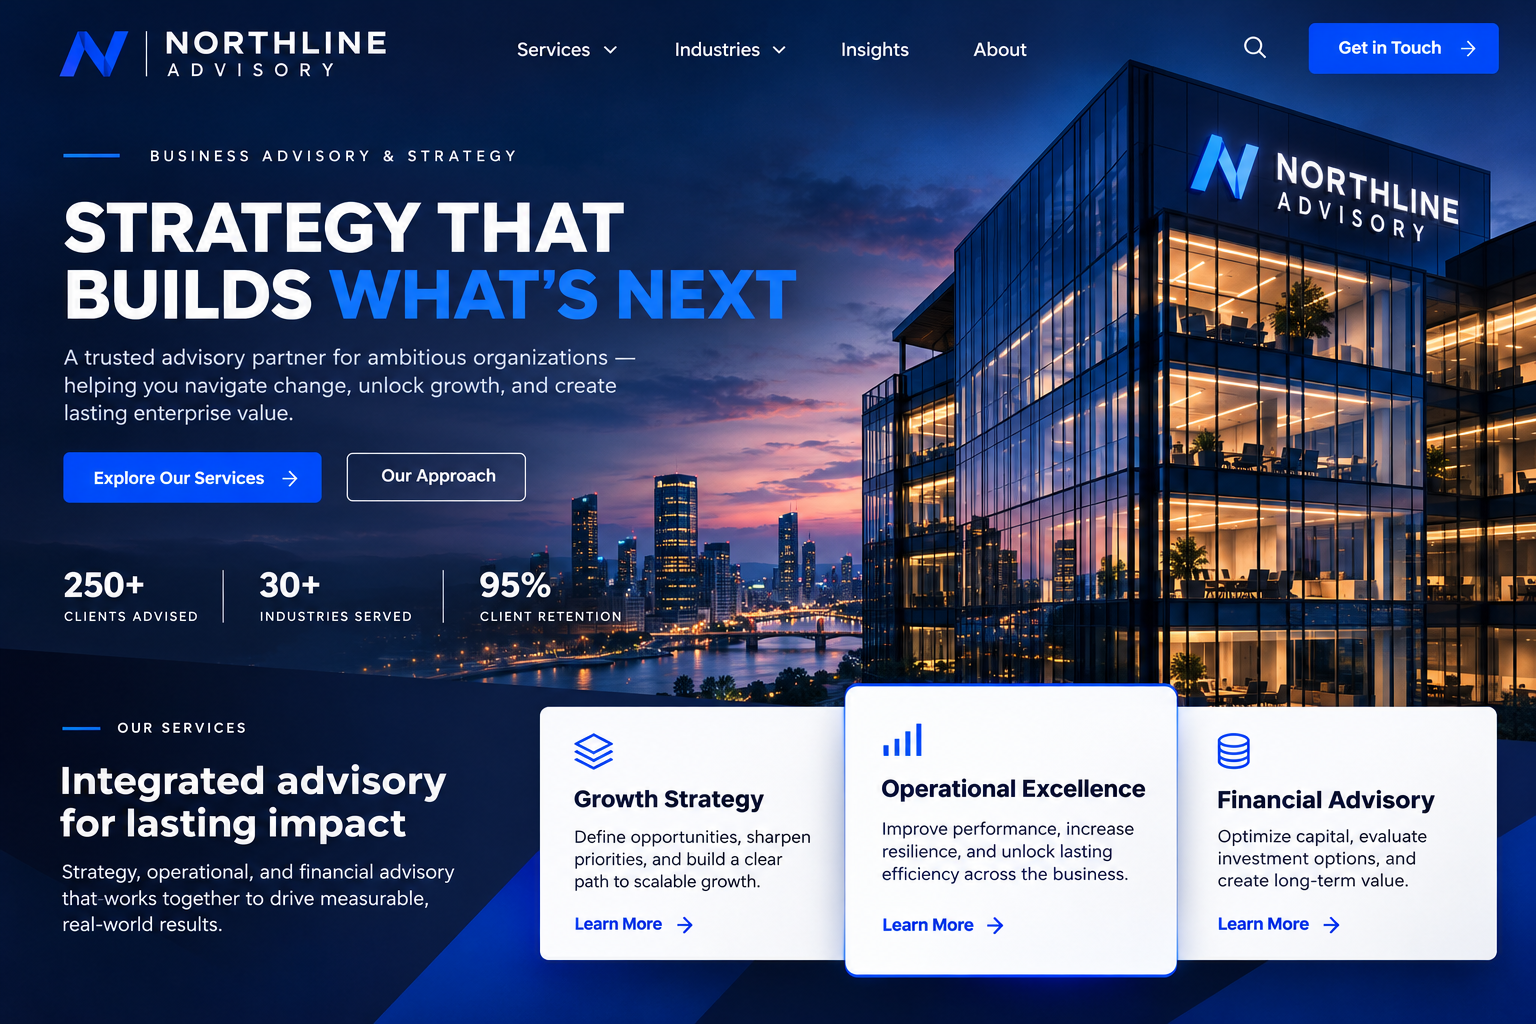 NORTHLINE
ADVISORY
Services
Industries
Insights
About
Get in Touch
BUSINESS ADVISORY & STRATEGY
STRATEGY THAT
BUILDS WHAT'S NEXT
A trusted advisory partner for ambitious organizations —
helping you navigate change, unlock growth, and create
lasting enterprise value.
Explore Our Services
Our Approach
250+
CLIENTS ADVISED
30+
INDUSTRIES SERVED
95%
CLIENT RETENTION
NORTHLINE
ADVISORY
OUR SERVICES
Integrated advisory
for lasting impact
Strategy, operational, and financial advisory
that-works together to drive measurable,
real-world results.
Growth Strategy
Define opportunities, sharpen
priorities, and build a clear
path to scalable growth.
Learn More
Operational Excellence
Improve performance, increase
resilience, and unlock lasting
efficiency across the business.
Learn More
Financial Advisory
Optimize capital, evaluate
investment options, and
create long-term value.
Learn More